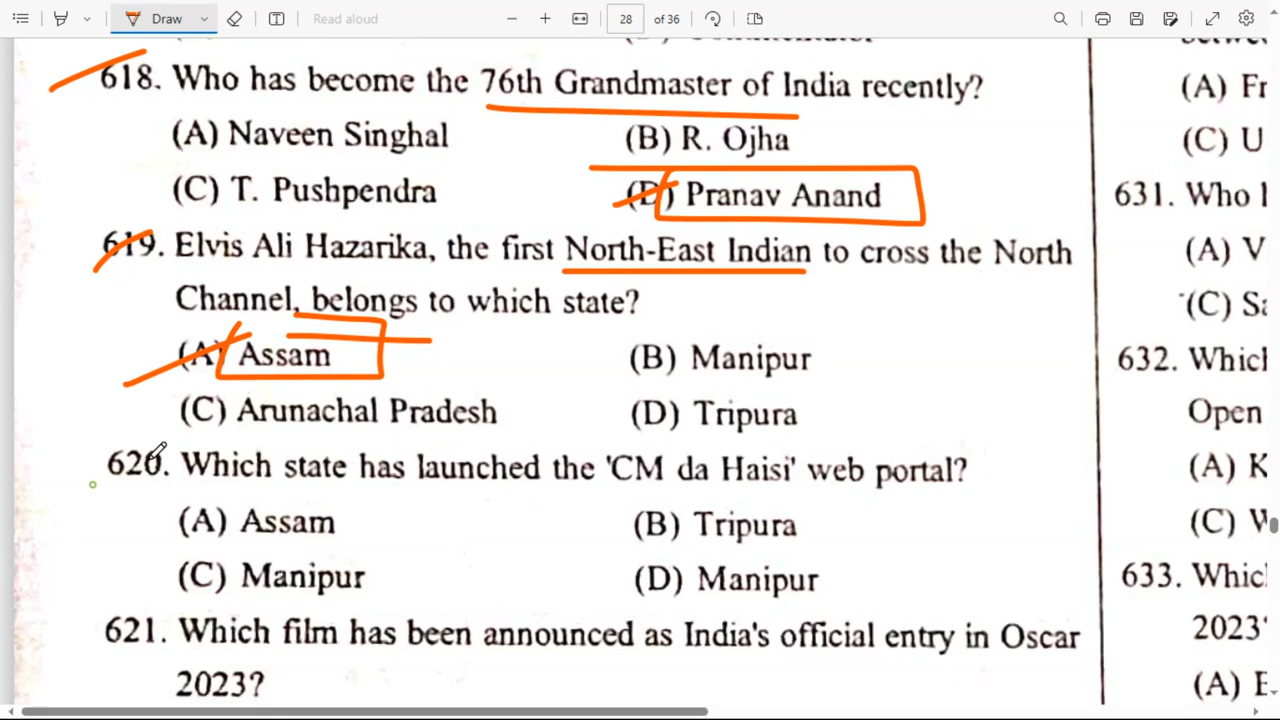 Draw
Read aloud
28 of 36
618. Who has become the 76th Grandmaster of India recently?
(A) Naveen Singhal (B) R. Ojha
(C) T. Pushpendra (D) Pranav Anand
619. Elvis Ali Hazarika, the first North-East Indian to cross the North
Channel, belongs to which state?
(A) Assam (B) Manipur
(C) Arunachal Pradesh (D) Tripura
620. Which state has launched the 'CM da Haisi' web portal?
(A) Assam (B) Tripura
(C) Manipur (D) Manipur
621. Which film has been announced as India's official entry in Oscar
2023?
(A) Fr
(C) U
631. Who
(A) V
(C) Sa
632. Which
Open
(A) K
(C) W
633. Which
2023
(A) E